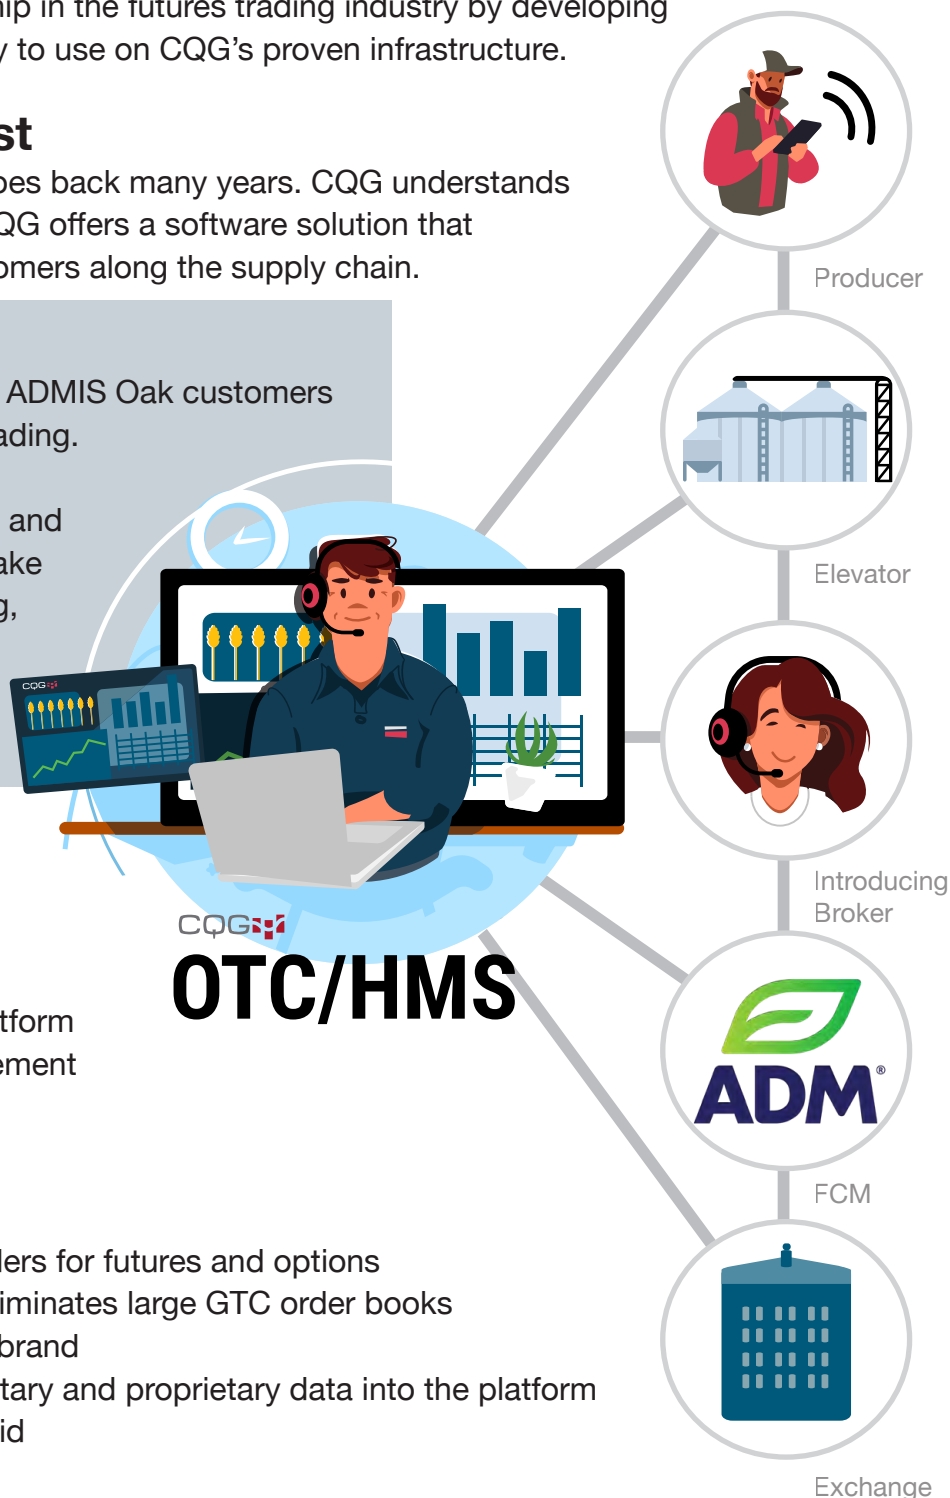 ip in the futures trading industry by developing
y to use on CQG's proven infrastructure.
st
oes back many years. CQG understands
QG offers a software solution that
omers along the supply chain.
ADMIS Oak customers
ading.
and
ake
g,
CQG
CQG
OTC/HMS
Producer
Elevator
Introducing
Broker
ADM®
FCM
Exchange
tform
ement
lers for futures and options
iminates large GTC order books
brand
tary and proprietary data into the platform
id